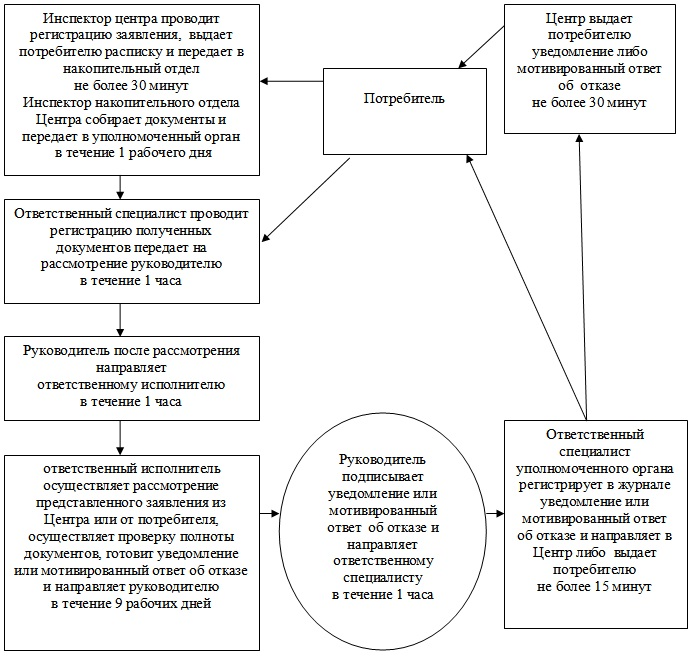 Инспектор центра проводит
регистрацию заявления,  выдает
потребителю расписку и передает в
накопительный отдел
не более 30 минут
Инспектор накопительного отдела
Центра собирает документы и
передает в уполномоченный орган
в течение 1 рабочего дня
Потребитель
Центр выдает
потребителю
уведомление либо
мотивированный ответ
об  отказе
не более 30 минут
Ответственный специалист проводит
регистрацию полученных
документов передает на
рассмотрение руководителю
в течение 1 часа
Руководитель после рассмотрения
направляет
ответственному исполнителю
в течение 1 часа
ответственный исполнитель
осуществляет рассмотрение
представленного заявления из
Центра или от потребителя,
осуществляет проверку полноты
документов, готовит уведомление
или мотивированный ответ об отказе
и направляет руководителю
в течение 9 рабочих дней
Руководитель
подписывает
уведомление или
мотивированный
ответ  об отказе и
направляет
ответственному
специалисту
в течение 1 часа
Ответственный
специалист
уполномоченного органа
регистрирует в журнале
уведомление или
мотивированный ответ
об отказе и направляет в
Центр либо  выдает
потребителю
не более 15 минут